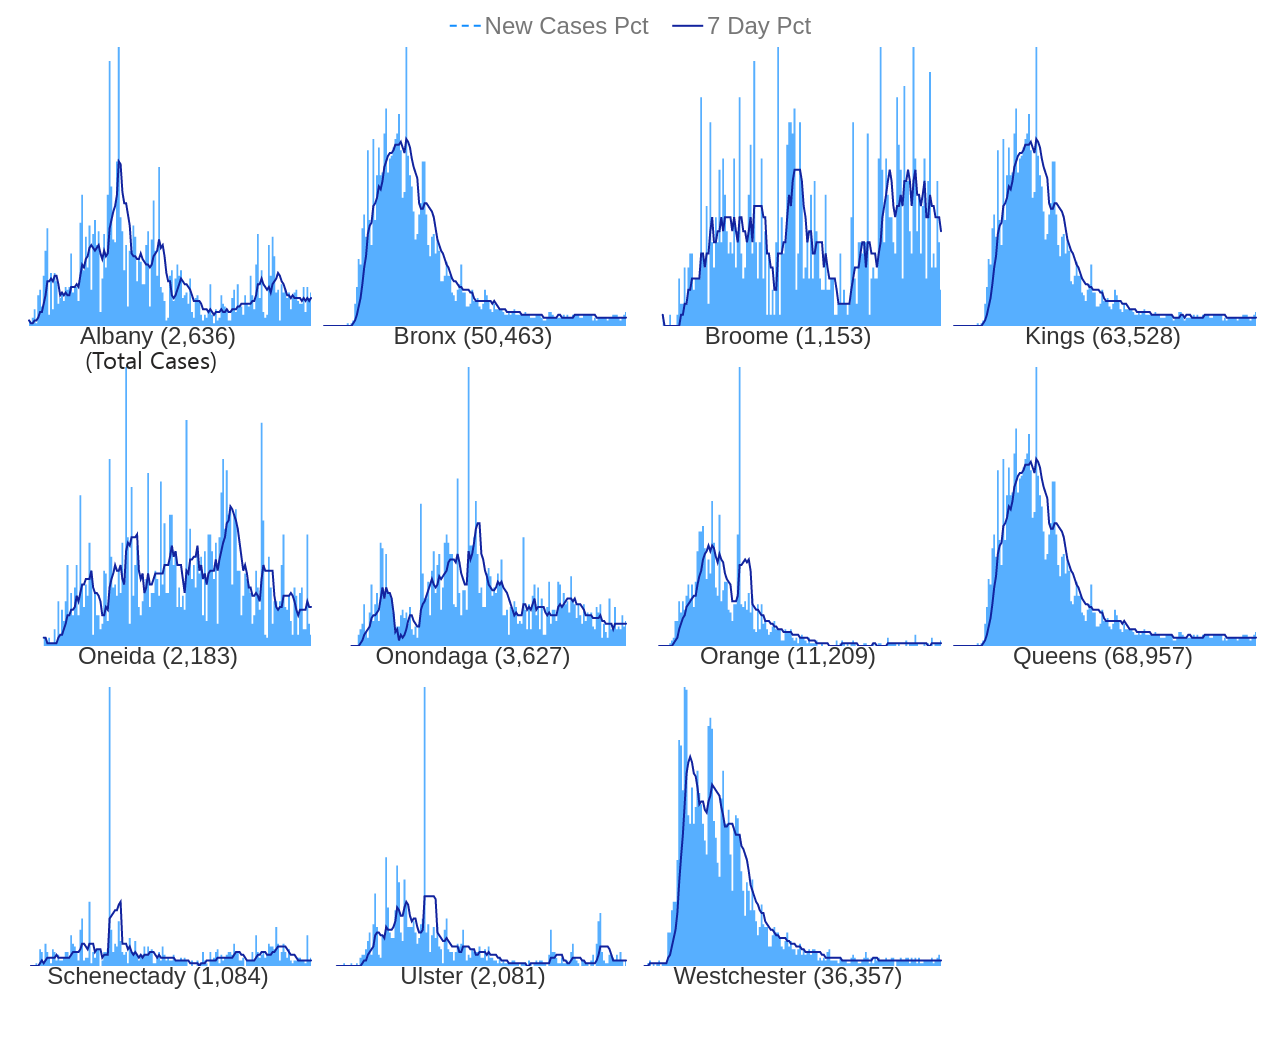 New Cases Pct 7 Day Pct
Albany (2,636) Bronx (50,463) Broome (1,153) Kings (63,528)
(Total Cases)
Oneida (2,183) Onondaga (3,627) Orange (11,209) Queens (68,957)
Schenectady (1,084) Ulster (2,081) Westchester (36,357)